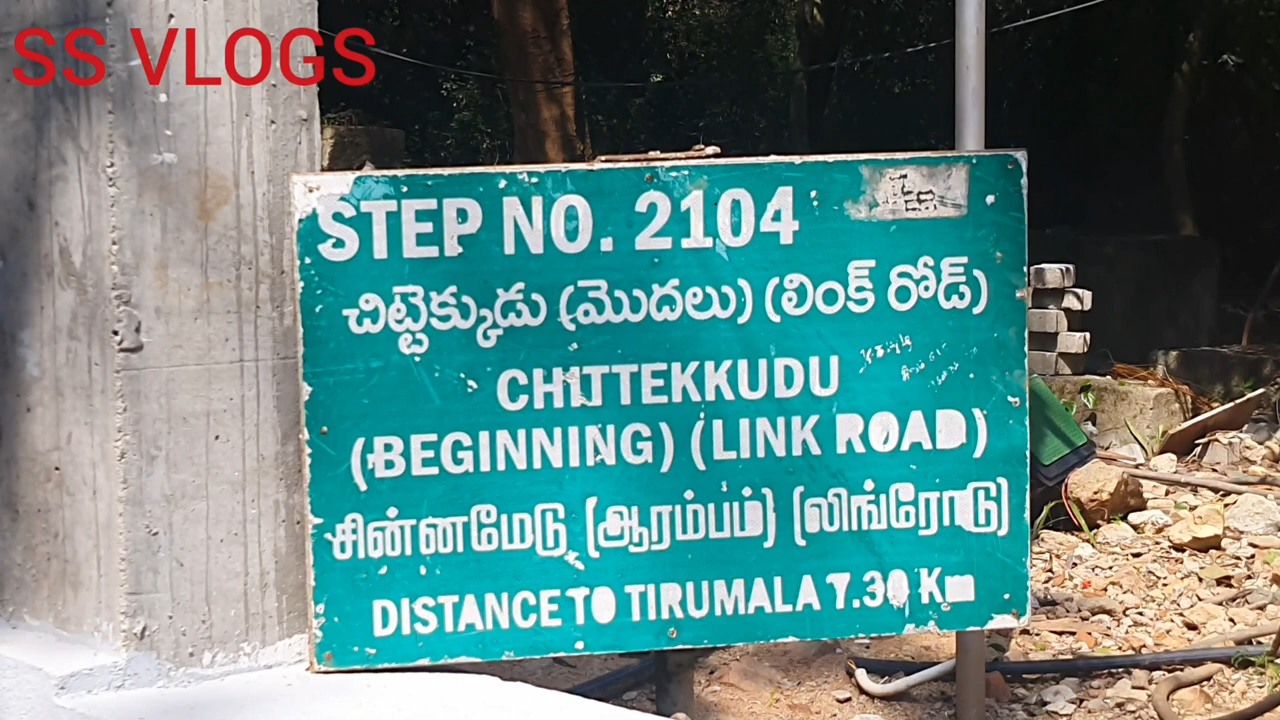 SS VLOGS
STEP NO. 2104
చిట్టెక్కుడు (మొదలు) (లింక్ రోడ్)
CHITTEKKUDU
(BEGINNING) (LINK ROAD)
சின்னமேடு (ஆரம்பம்) (லிங்ரோடு)
DISTANCE TO TIRUMALA 7.30 Km